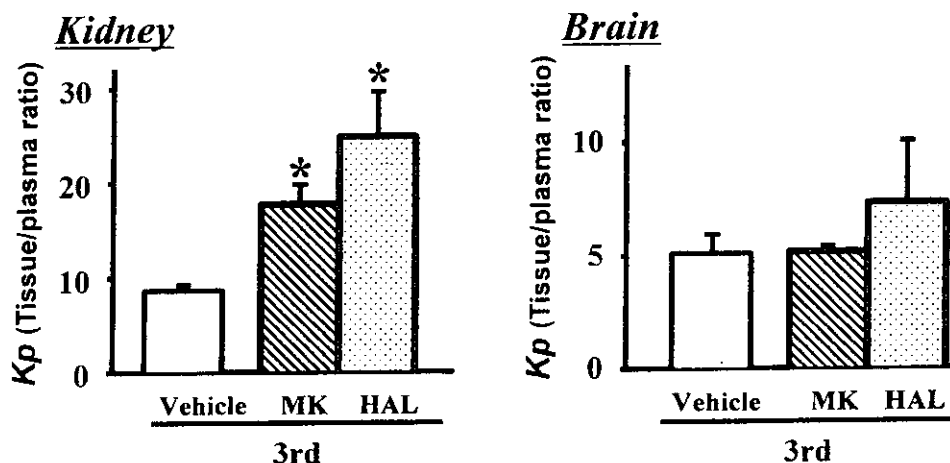 Kidney
Kp (Tissue/plasma ratio)
30
20
10
0
*
*
Vehicle MK HAL
3rd
Brain
Kp (Tissue/plasma ratio)
10
5
0
Vehicle MK HAL
3rd